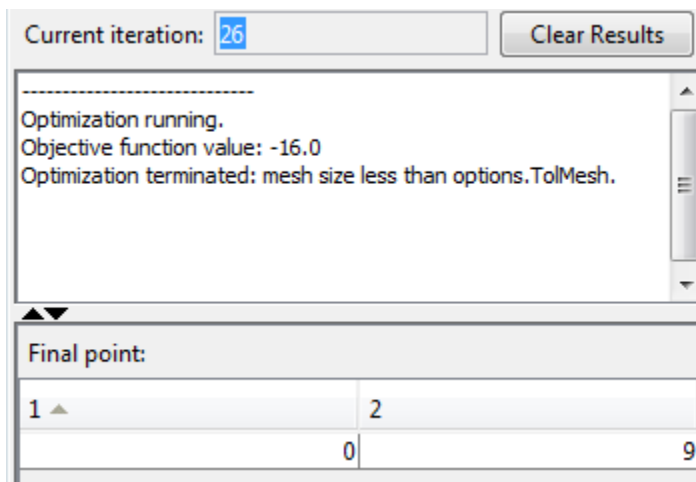 Current iteration: 26 Clear Results
------------------------------
Optimization running.
Objective function value: -16.0
Optimization terminated: mesh size less than options.TolMesh.
Final point:
1 2
0 9